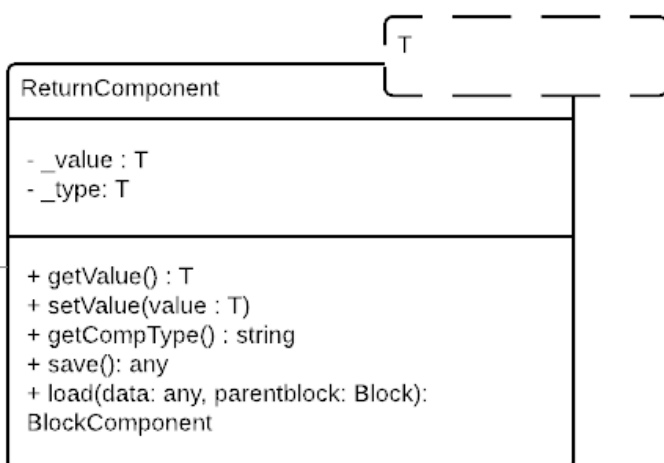 T
ReturnComponent
- _value : T
- _type: T
+ getValue() : T
+ setValue(value : T)
+ getCompType() : string
+ save(): any
+ load(data: any, parentblock: Block):
BlockComponent